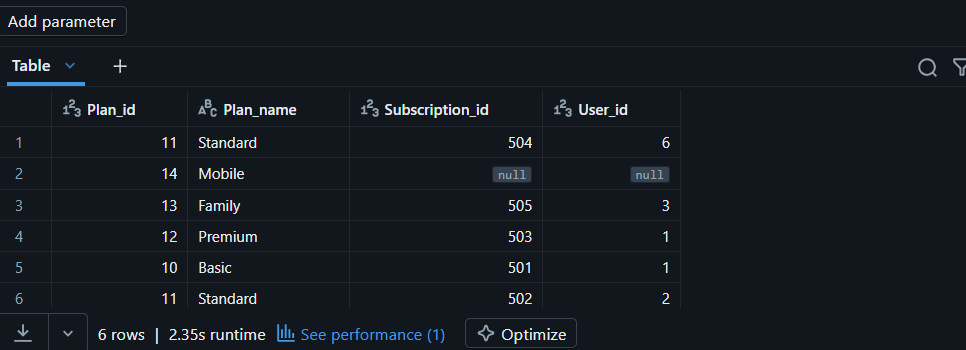 Add parameter
Table
Plan_id Plan_name Subscription_id User_id
1 11 Standard 504 6
2 14 Mobile null null
3 13 Family 505 3
4 12 Premium 503 1
5 10 Basic 501 1
6 11 Standard 502 2
6 rows | 2.35s runtime See performance (1) Optimize